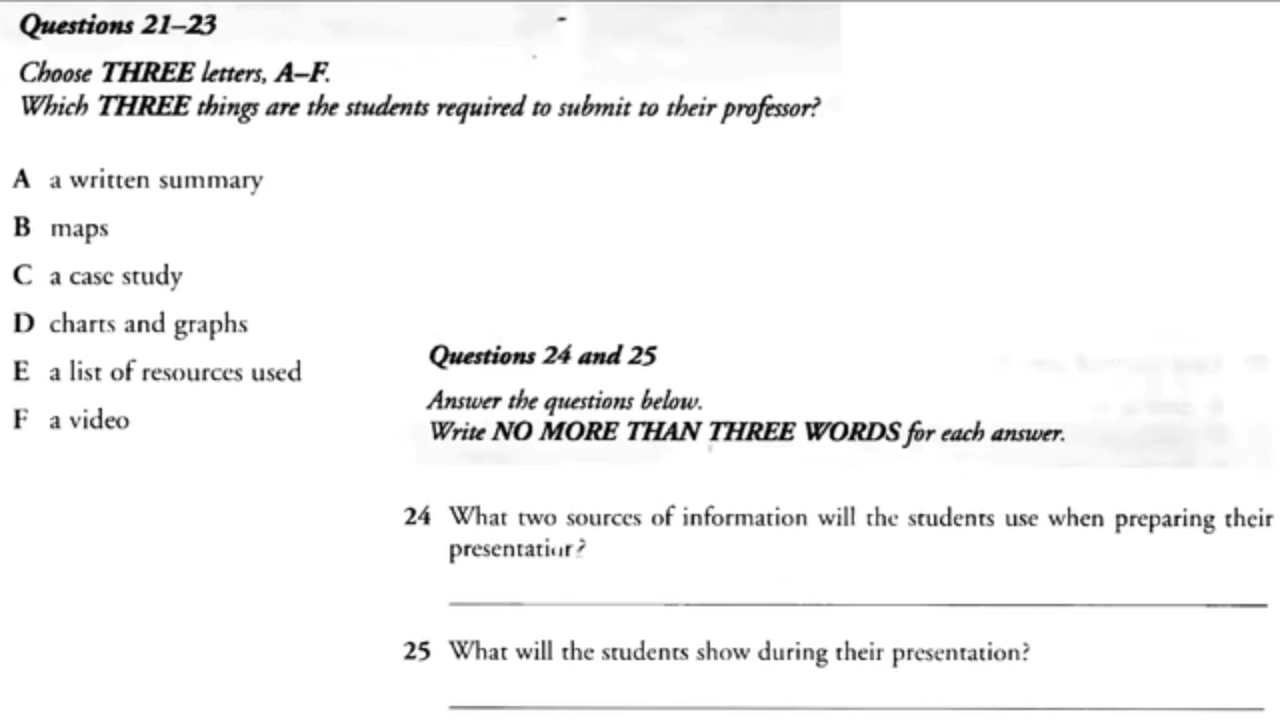 Questions 21–23
Choose THREE letters, A–F.
Which THREE things are the students required to submit to their professor?
A a written summary
B maps
C a case study
D charts and graphs
E a list of resources used
F a video
Questions 24 and 25
Answer the questions below.
Write NO MORE THAN THREE WORDS for each answer.
24 What two sources of information will the students use when preparing their
25 What will the students show during their presentation?